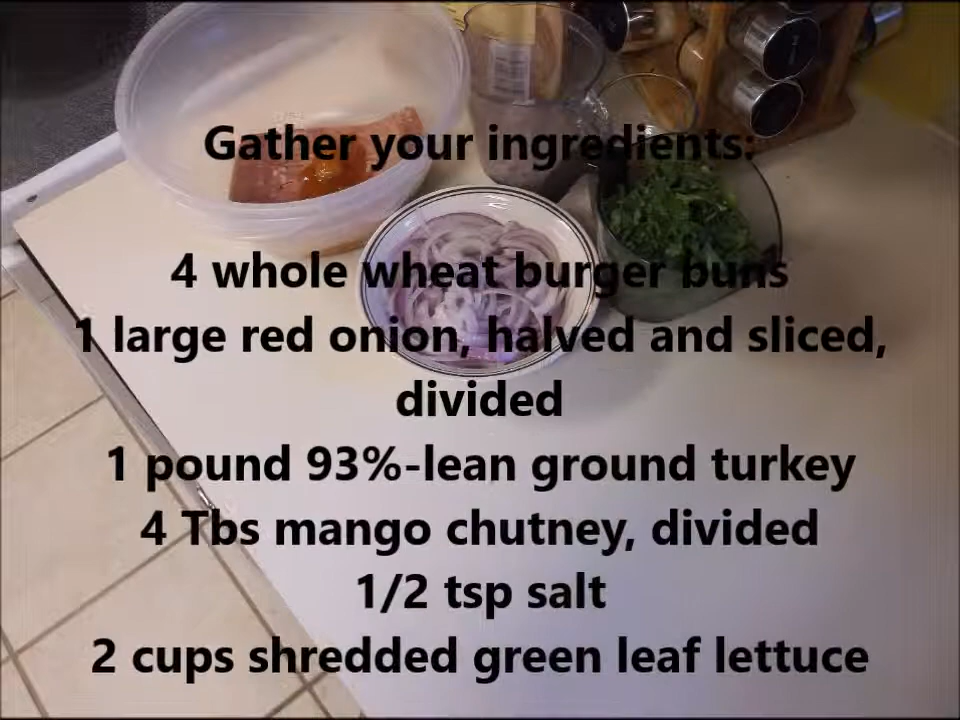 Gather your ingredients:
4 whole wheat burger buns
1 large red onion, halved and sliced,
divided
1 pound 93%-lean ground turkey
4 Tbs mango chutney, divided
1/2 tsp salt
2 cups shredded green leaf lettuce